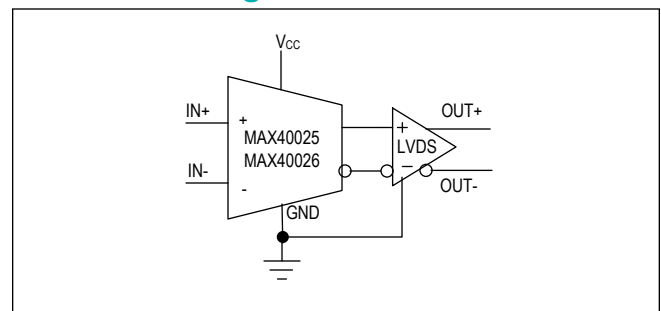 Vcc
IN+
+
MAX40025
MAX40026
IN-
-
GND
+
LVDS
−
OUT+
OUT-